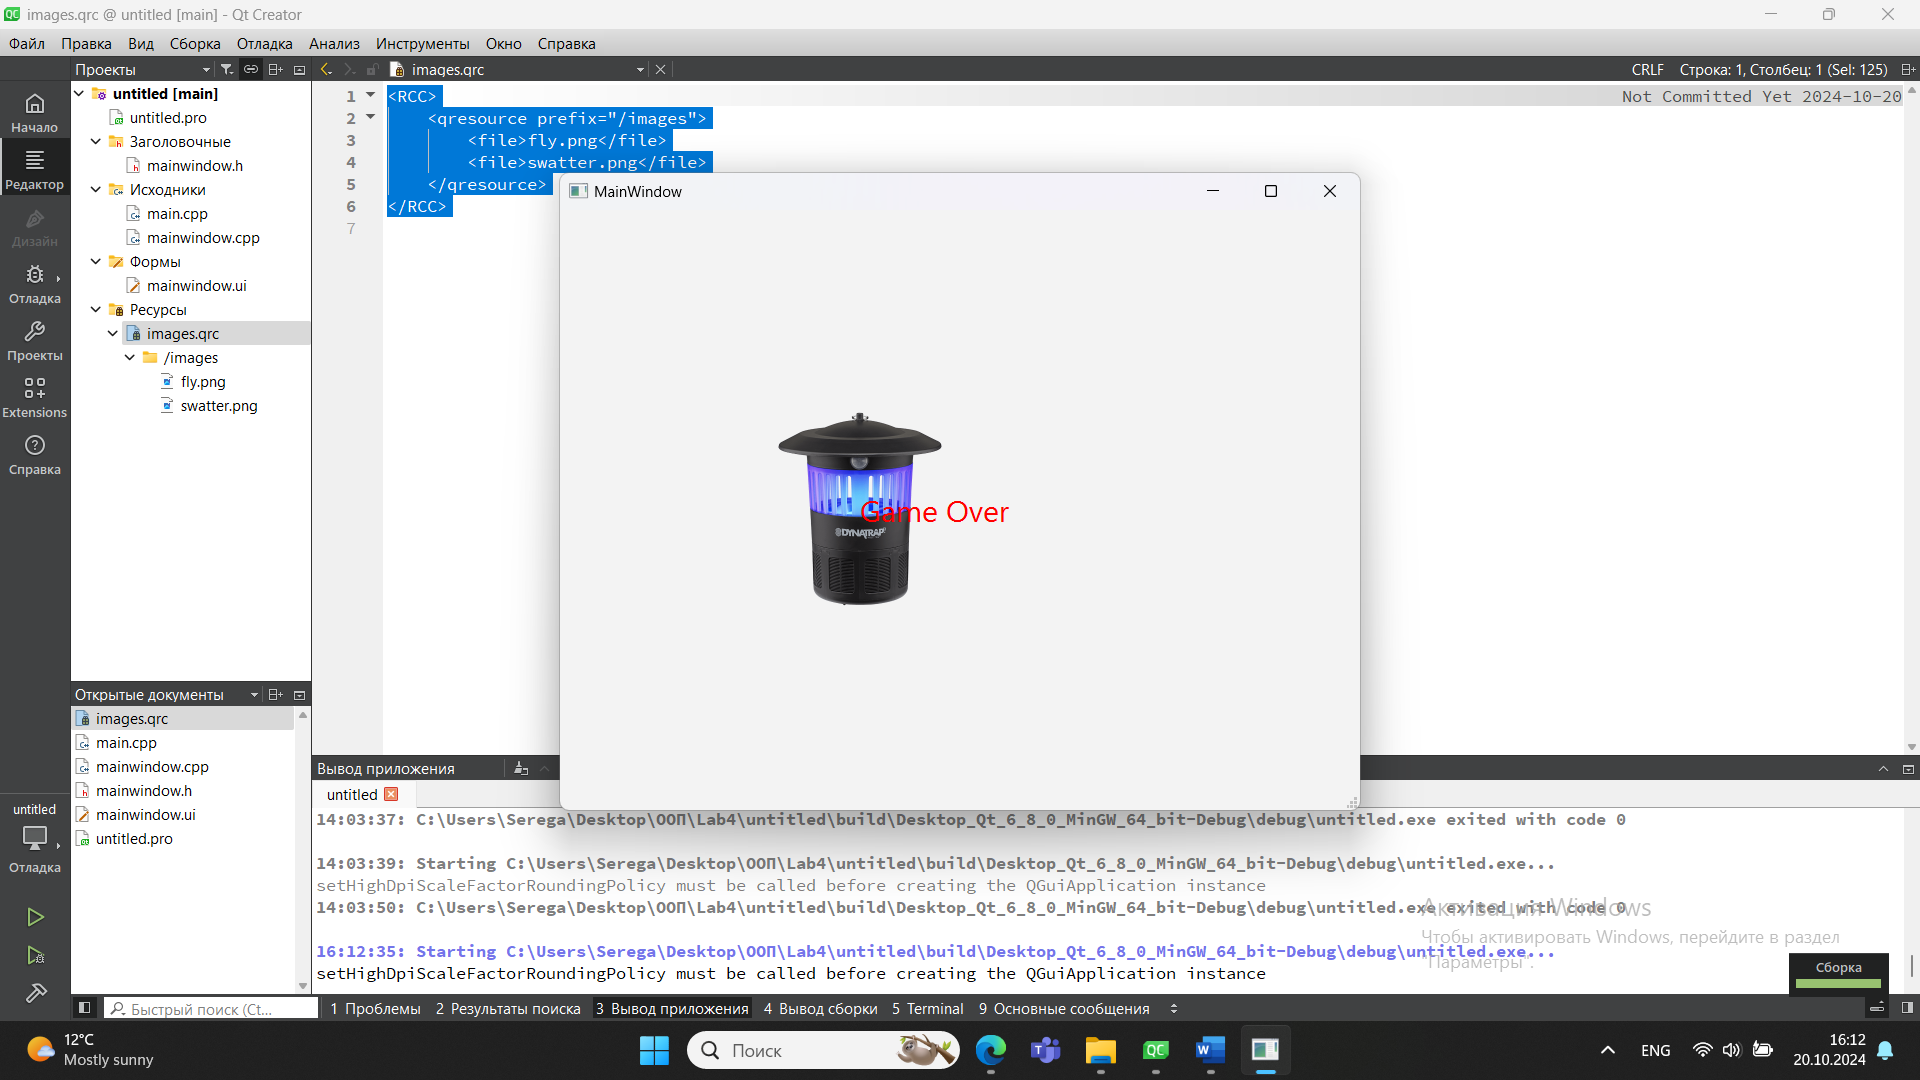 images.qrc @ untitled [main] - Qt Creator
Файл Правка Вид Сборка Отладка Анализ Инструменты Окно Справка
Проекты
images.qrc
CRLF Строка: 1, Столбец: 1 (Sel: 125)
Начало
Редактор
Дизайн
Отладка
Проекты
Extensions
Справка
untitled [main]
untitled.pro
Заголовочные
mainwindow.h
Исходники
main.cpp
mainwindow.cpp
Формы
mainwindow.ui
Ресурсы
images.qrc
/images
fly.png
swatter.png
1 <RCC> Not Committed Yet 2024-10-20
2 <qresource prefix="/images">
3 <file>fly.png</file>
4 <file>swatter.png</file>
5 </qresource>
6 </RCC>
7
MainWindow
DYNATRAP
Game Over
Открытые документы
images.qrc
main.cpp
mainwindow.cpp
mainwindow.h
mainwindow.ui
untitled.pro
untitled
Отладка
Вывод приложения
untitled
14:03:37: C:\Users\Serega\Desktop\ООП\Lab4\untitled\build\Desktop_Qt_6_8_0_MinGW_64_bit-Debug\debug\untitled.exe exited with code 0
14:03:39: Starting C:\Users\Serega\Desktop\ООП\Lab4\untitled\build\Desktop_Qt_6_8_0_MinGW_64_bit-Debug\debug\untitled.exe...
setHighDpiScaleFactorRoundingPolicy must be called before creating the QGuiApplication instance
14:03:50: C:\Users\Serega\Desktop\ООП\Lab4\untitled\build\Desktop_Qt_6_8_0_MinGW_64_bit-Debug\debug\untitled.exe exited with code 0
16:12:35: Starting C:\Users\Serega\Desktop\ООП\Lab4\untitled\build\Desktop_Qt_6_8_0_MinGW_64_bit-Debug\debug\untitled.exe...
setHighDpiScaleFactorRoundingPolicy must be called before creating the QGuiApplication instance
Активация Windows
Чтобы активировать Windows, перейдите в раздел
"Параметры".
Сборка
Быстрый поиск (Ct...
1 Проблемы 2 Результаты поиска 3 Вывод приложения 4 Вывод сборки 5 Terminal 9 Основные сообщения
12°C
Mostly sunny
Поиск
ENG
16:12
20.10.2024